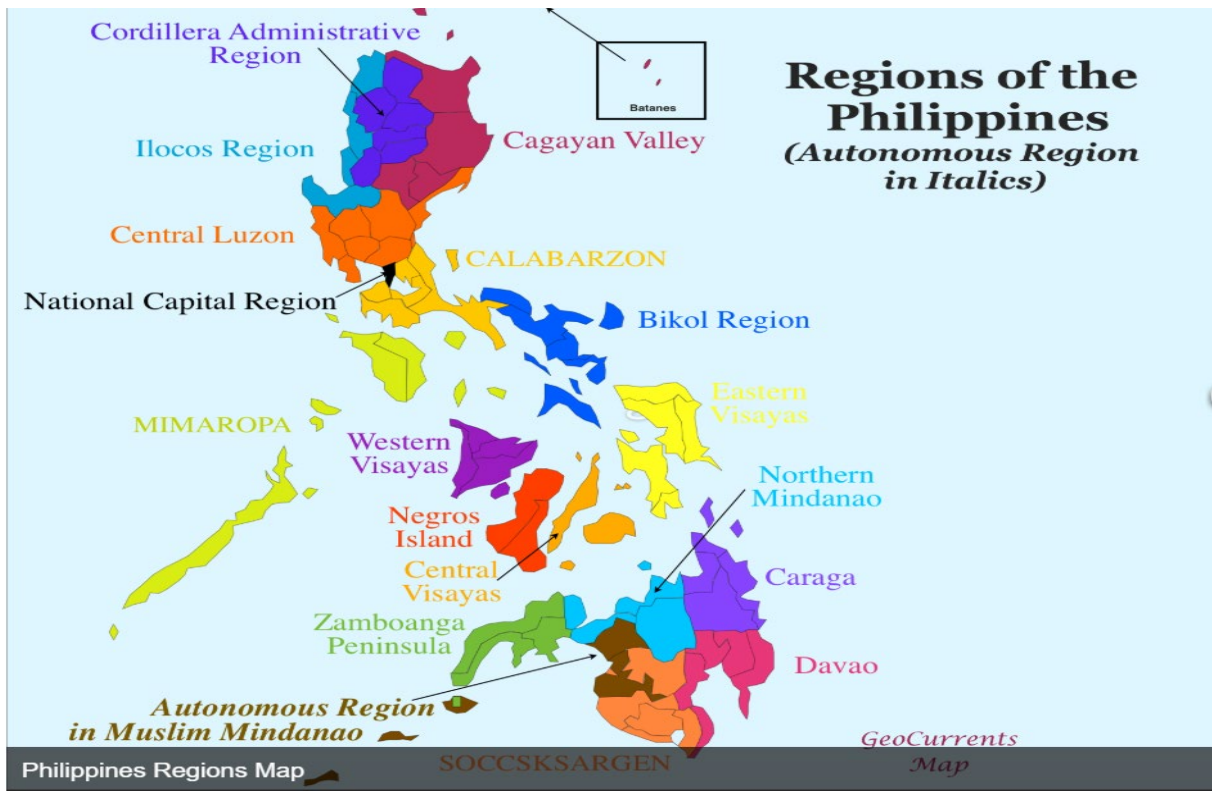 Cordillera Administrative
Region
Batanes
Regions of the
Philippines
(Autonomous Region
in Italics)
Ilocos Region
Cagayan Valley
Central Luzon
CALABARZON
National Capital Region
Bikol Region
MIMAROPA
Eastern
Visayas
Western
Visayas
Northern
Mindanao
Negros
Island
Central
Visayas
Caraga
Zamboanga
Peninsula
Davao
Autonomous Region
in Muslim Mindanao
SOCCSKSARGEN
GeoCurrents
Map
Philippines Regions Map